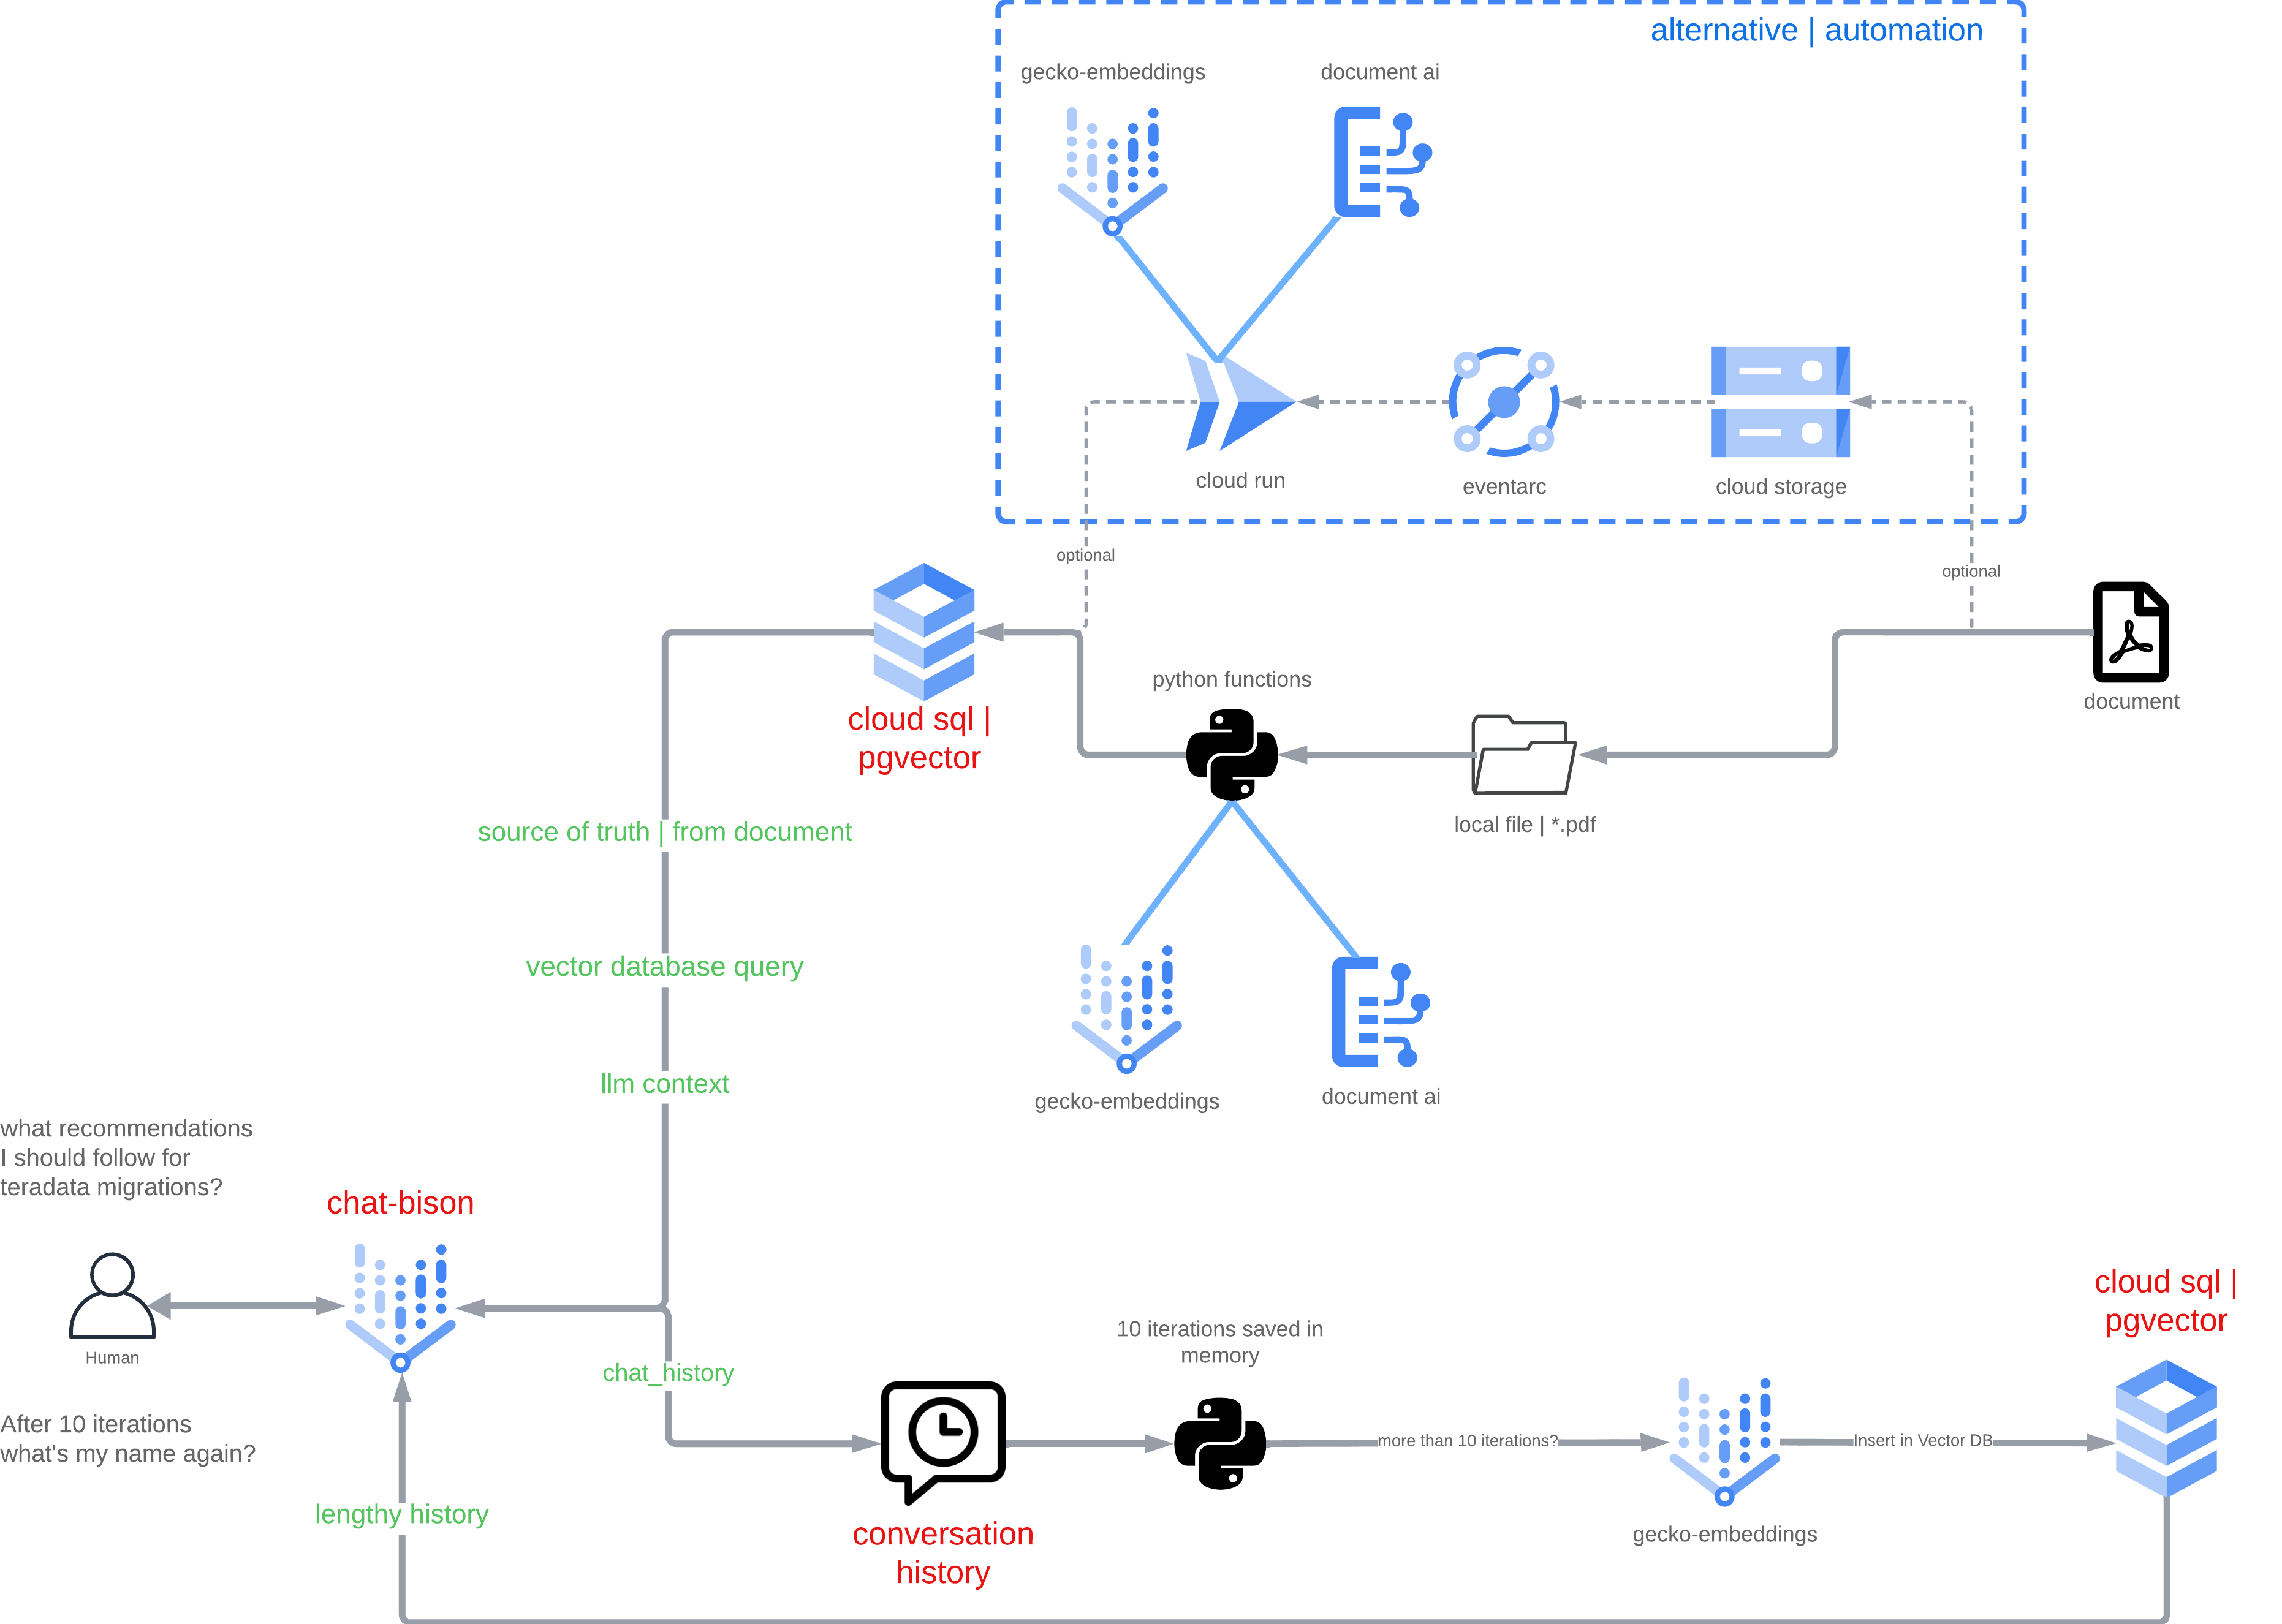 alternative | automation
gecko-embeddings
document ai
cloud run
eventarc
cloud storage
optional
optional
document
cloud sql |
pgvector
python functions
local file | *.pdf
source of truth | from document
vector database query
llm context
gecko-embeddings
document ai
what recommendations
I should follow for
teradata migrations?
chat-bison
Human
After 10 iterations
what's my name again?
lengthy history
chat_history
conversation
history
10 iterations saved in
memory
more than 10 iterations?
gecko-embeddings
Insert in Vector DB
cloud sql |
pgvector